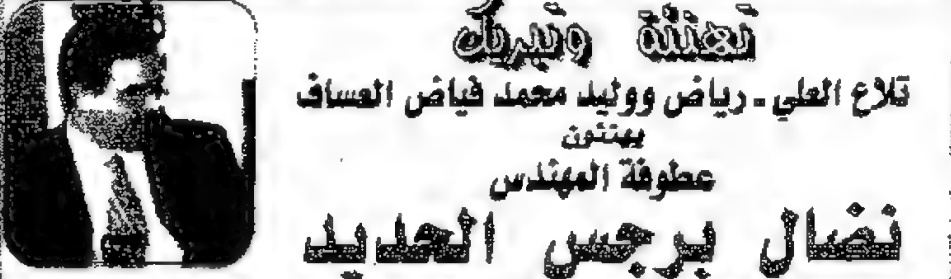 تهنئة وتبريك
تلاع العلي - رياض ووليد محمد فياض العساف
يهنئون
عطوفة المهندس
نضال برجس الحديد